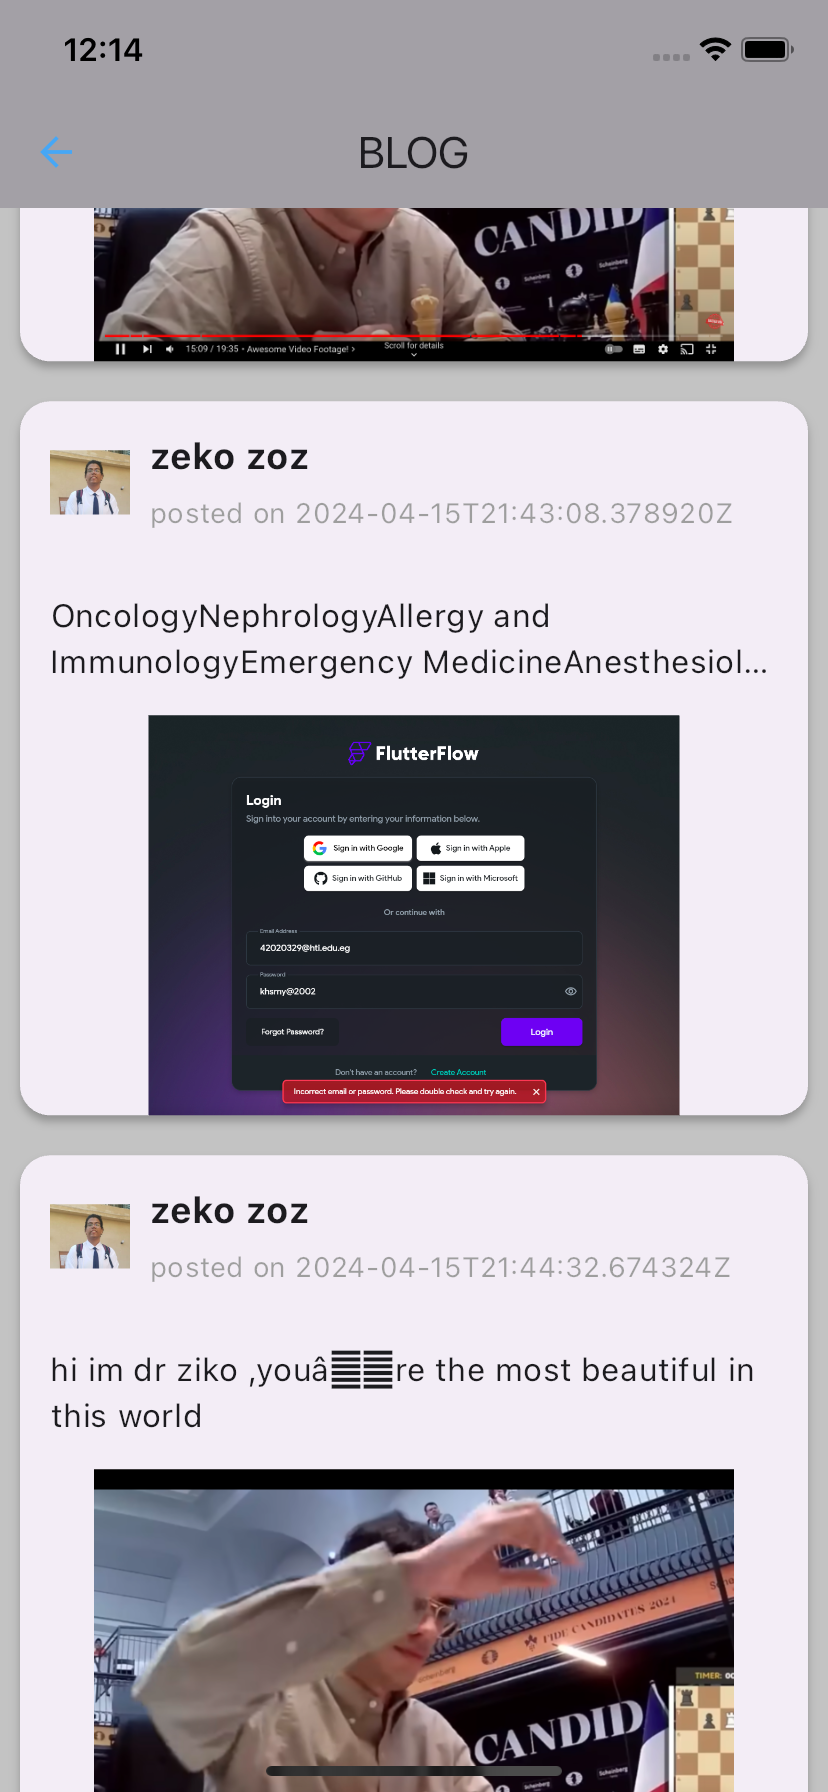 12:14
BLOG
CANDID
Scheinberg
Scheinberg
15:09 / 19:35 • Awesome Video Footage! >
Scroll for details
zeko zoz
posted on 2024-04-15T21:43:08.378920Z
OncologyNephrologyAllergy and
ImmunologyEmergency MedicineAnesthesiol...
FlutterFlow
Login
Sign into your account by entering your information below.
Sign in with Google
Sign in with Apple
Sign in with GitHub
Sign in with Microsoft
Or continue with
Email Address
42020329@hti.edu.eg
Password
khsmy@2002
Forgot Password?
Login
Don't have an account? Create Account
Incorrect email or password. Please double check and try again.
zeko zoz
posted on 2024-04-15T21:44:32.674324Z
hi im dr ziko ,youâre the most beautiful in
this world
FIDE CANDIDATES 2024
TIMER: 00
CANDID
Scheinberg